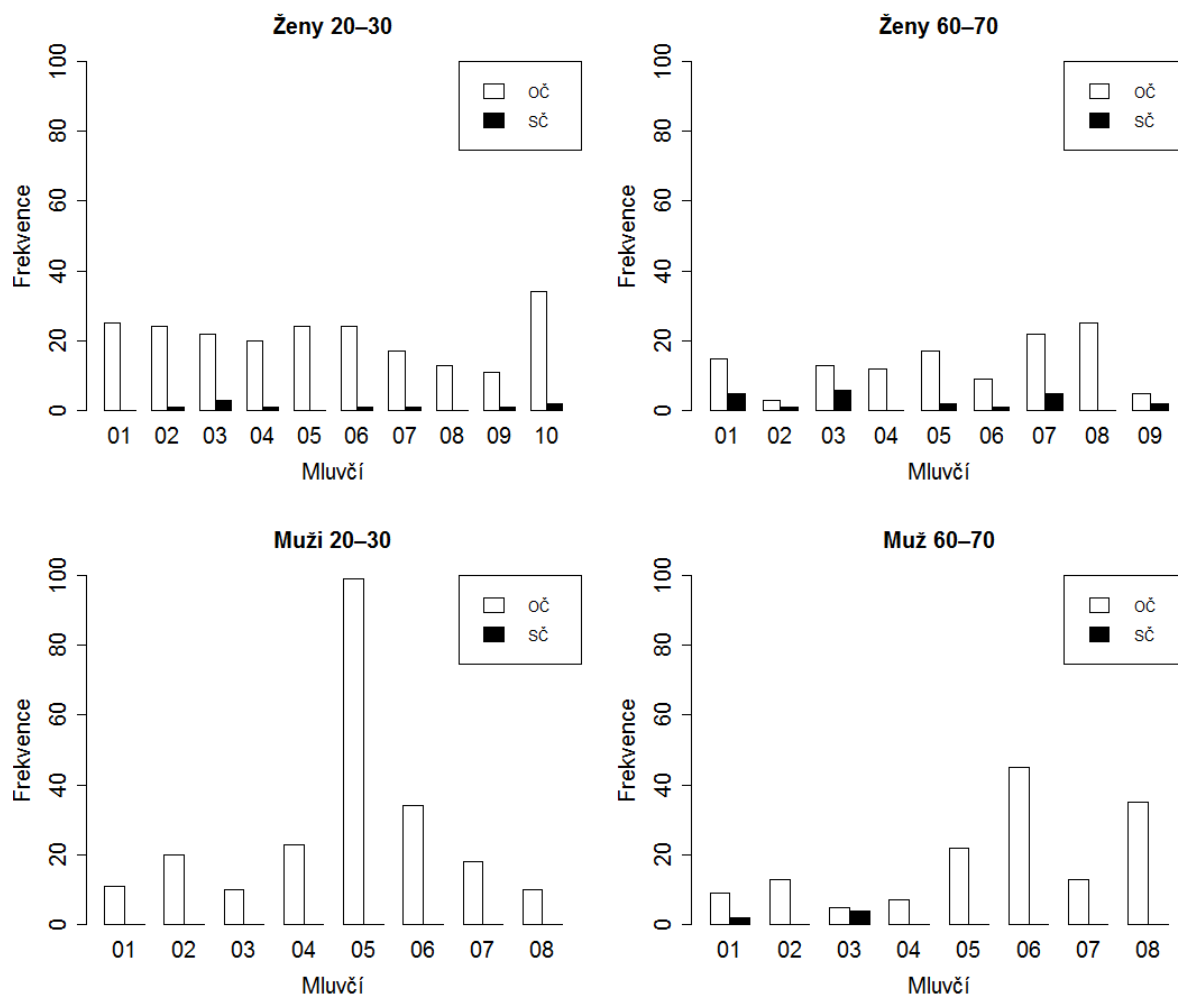 Ženy 20–30
Frekvence
0 20 40 60 80 100
OČ
SČ
01 02 03 04 05 06 07 08 09 10
Mluvčí
Ženy 60–70
Frekvence
0 20 40 60 80 100
OČ
SČ
01 02 03 04 05 06 07 08 09
Mluvčí
Muži 20–30
Frekvence
0 20 40 60 80 100
OČ
SČ
01 02 03 04 05 06 07 08
Mluvčí
Muž 60–70
Frekvence
0 20 40 60 80 100
OČ
SČ
01 02 03 04 05 06 07 08
Mluvčí